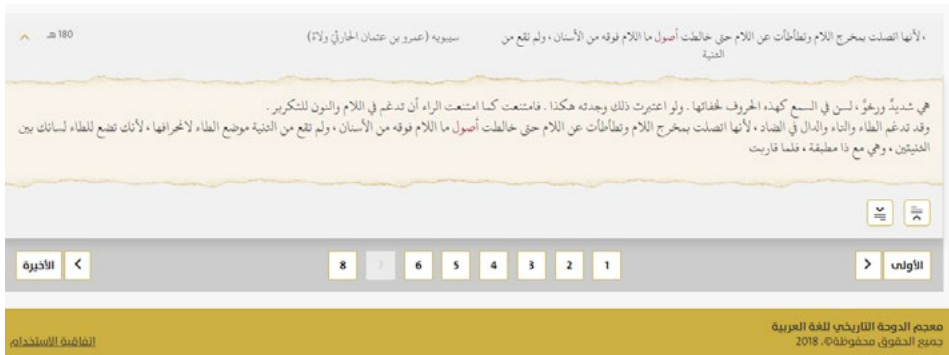 ، لأنها اتصلت بمخرج اللام وتطأطأت عن اللام حتى خالطت أصول ما اللام فوقه من الأسنان ، ولم تقع من
الثنية
سيبويه (عمرو بن عثمان الحارثيّ ولاءً)
180 هـ
هي شديدٌ ورخوٌ ، لسن في السمع كهذه الحروف لخفائها . ولو اعتبرت ذلك وجدته هكذا . فامتنعت كما امتنعت الراء أن تدغم في اللام والنون للتكرير .
وقد تدغم الطاء والتاء والدال في الضاد ، لأنها اتصلت بمخرج اللام وتطأطأت عن اللام حتى خالطت أصول ما اللام فوقه من الأسنان ، ولم تقع من الثنية موضع الطاء لانحرافها ، لأنك تضع للطاء لسانك بين
الثنيتين ، وهي مع ذا مطبقة ، فلما قاربت
الأولى 1 2 3 4 5 6 7 8 الأخيرة
معجم الدوحة التاريخي للغة العربية
جميع الحقوق محفوظة©. 2018
اتفاقية الاستخدام